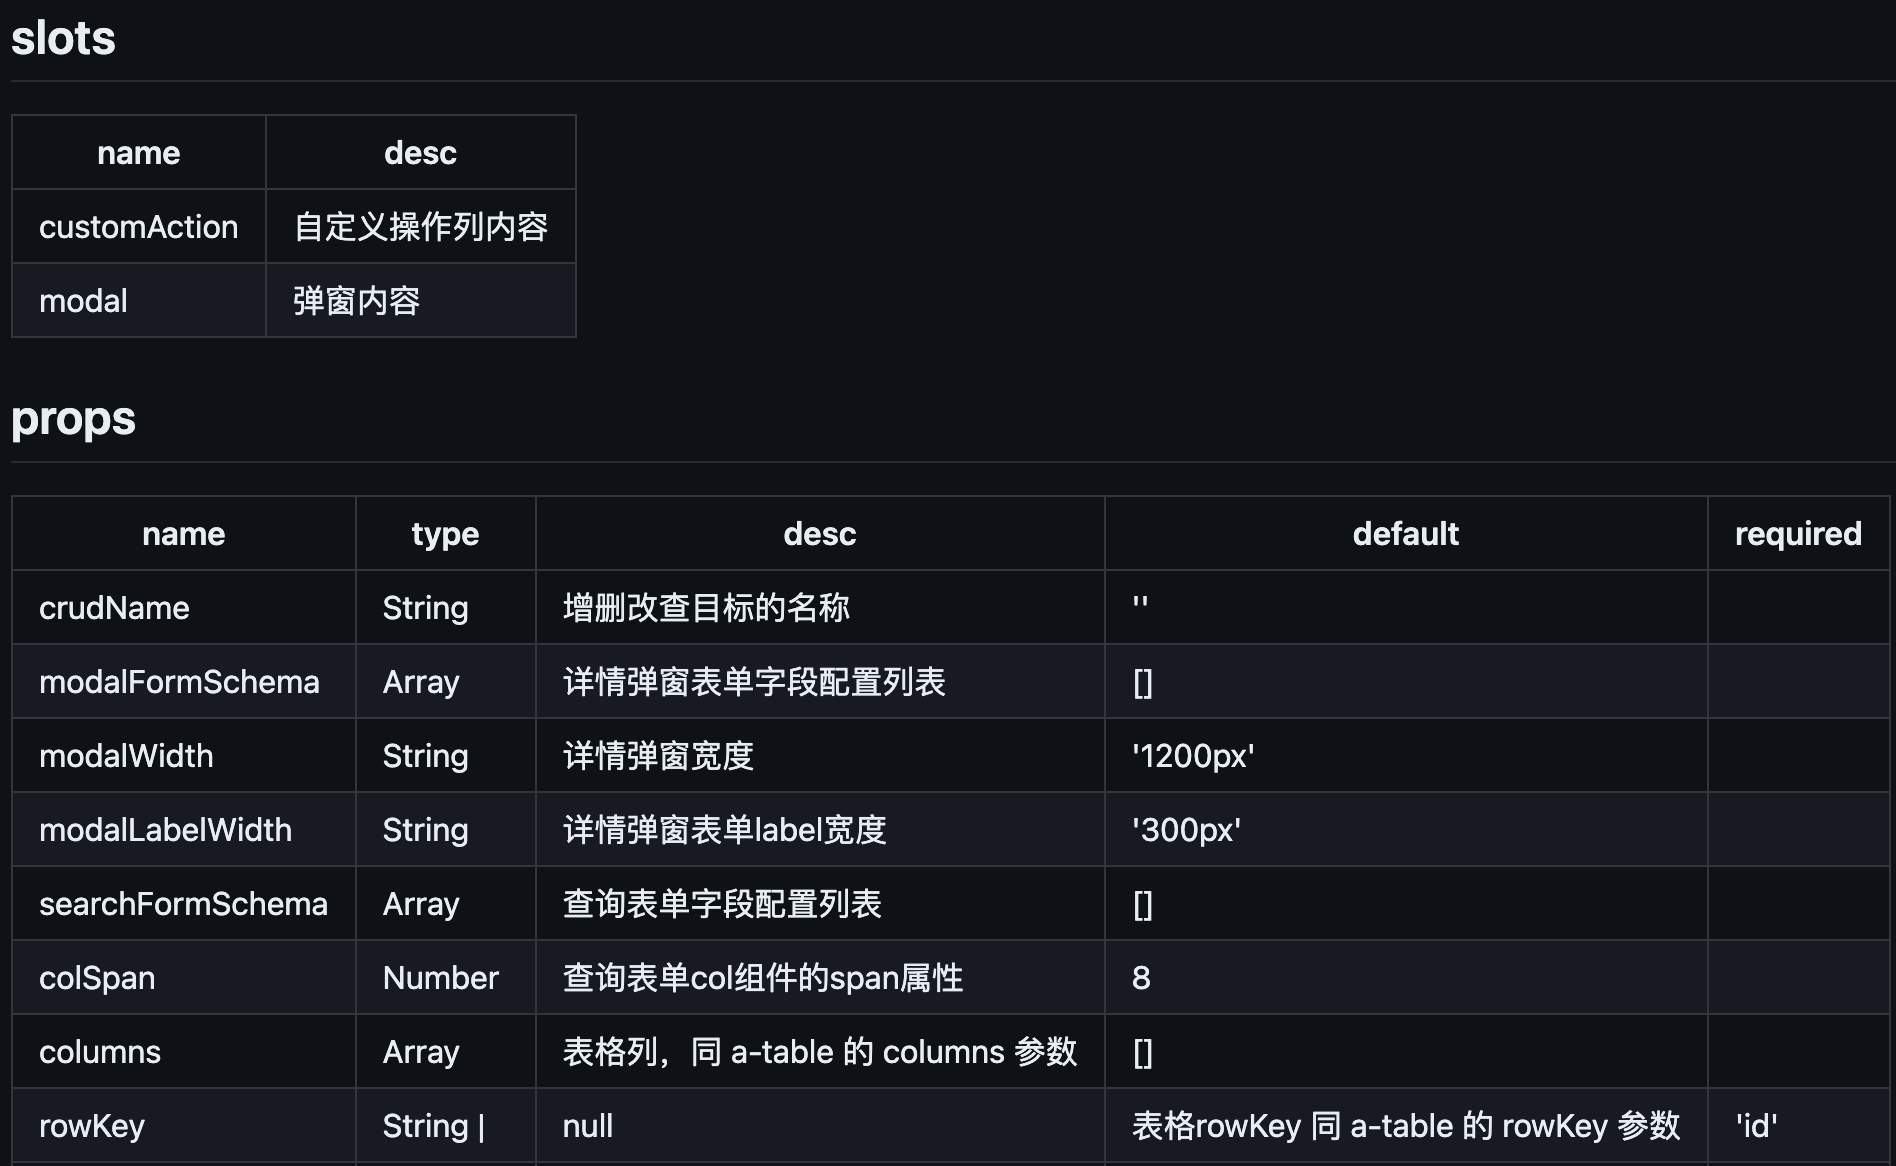 slots
name desc
customAction 自定义操作列内容
modal 弹窗内容
props
name type desc default required
crudName String 增删改查目标的名称 ''
modalFormSchema Array 详情弹窗表单字段配置列表 []
modalWidth String 详情弹窗宽度 '1200px'
modalLabelWidth String 详情弹窗表单label宽度 '300px'
searchFormSchema Array 查询表单字段配置列表 []
colSpan Number 查询表单col组件的span属性 8
columns Array 表格列，同 a-table 的 columns 参数 []
rowKey String | null 表格rowKey 同 a-table 的 rowKey 参数 'id'